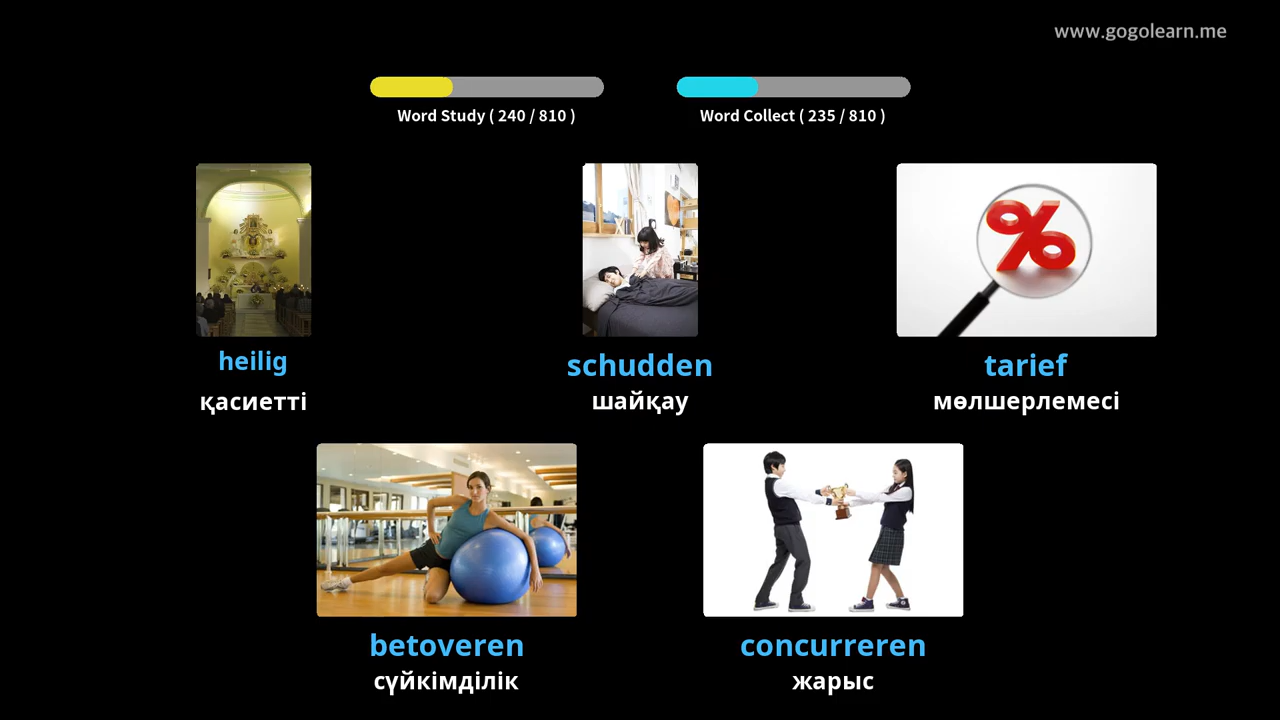 www.gogolearn.me
Word Study ( 240 / 810 )
Word Collect ( 235 / 810 )
heilig
қасиетті
schudden
шайқау
tarief
мөлшерлемесі
betoveren
сүйкімділік
concurreren
жарыс